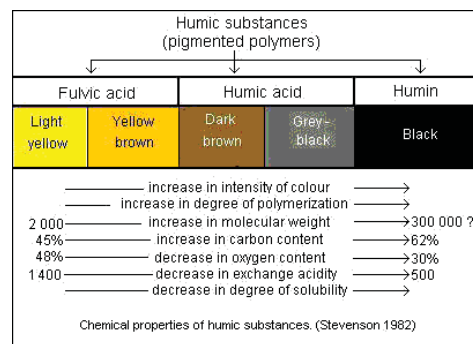 Humic substances
(pigmented polymers)
Fulvic acid Humic acid Humin
Light yellow Yellow brown Dark brown Grey-black Black
increase in intensity of colour
increase in degree of polymerization
2 000 increase in molecular weight 300 000 ?
45% increase in carbon content 62%
48% decrease in oxygen content 30%
1 400 decrease in exchange acidity 500
decrease in degree of solubility
Chemical properties of humic substances. (Stevenson 1982)